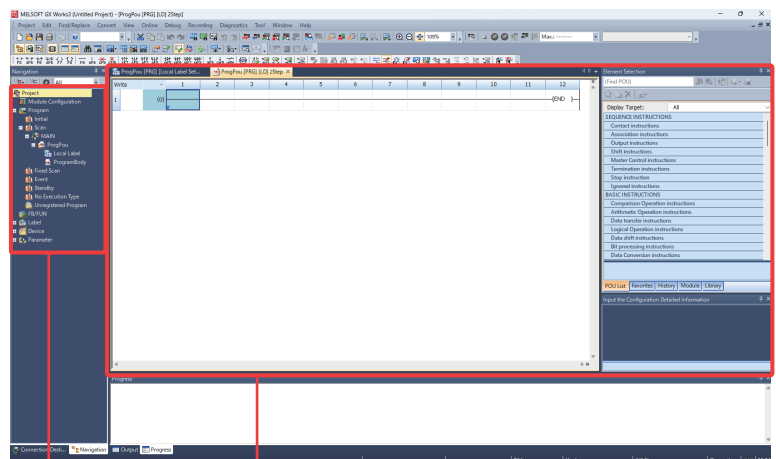 MELSOFT GX Works3 (Untitled Project) - [ProgPou [PRG] [LD] 2Step]
Project Edit Find/Replace Convert View Online Debug Recording Diagnostics Tool Window Help
109%
Max.:
Navigation
All
Project
Module Configuration
Program
Initial
Scan
MAIN
ProgPou
Local Label
ProgramBody
Fixed Scan
Event
Standby
No Execution Type
Unregistered Program
FB/FUN
Label
Device
Parameter
ProgPou [PRG] [Local Label Set...
ProgPou [PRG] [LD] 2Step
Write 1 2 3 4 5 6 7 8 9 10 11 12
1 (0) [END ]
Element Selection
(Find POU)
Display Target: All
SEQUENCE INSTRUCTIONS
Contact instructions
Association instructions
Output instructions
Shift instructions
Master Control instructions
Termination instructions
Stop instruction
Ignored instructions
BASIC INSTRUCTIONS
Comparison Operation instructions
Arithmetic Operation instructions
Data transfer instructions
Logical Operation instructions
Data shift instructions
Bit processing instructions
Data Conversion instructions
POU List Favorites History Module Library
Input the Configuration Detailed Information
Progress
Connection Desti... Navigation
Output Progress